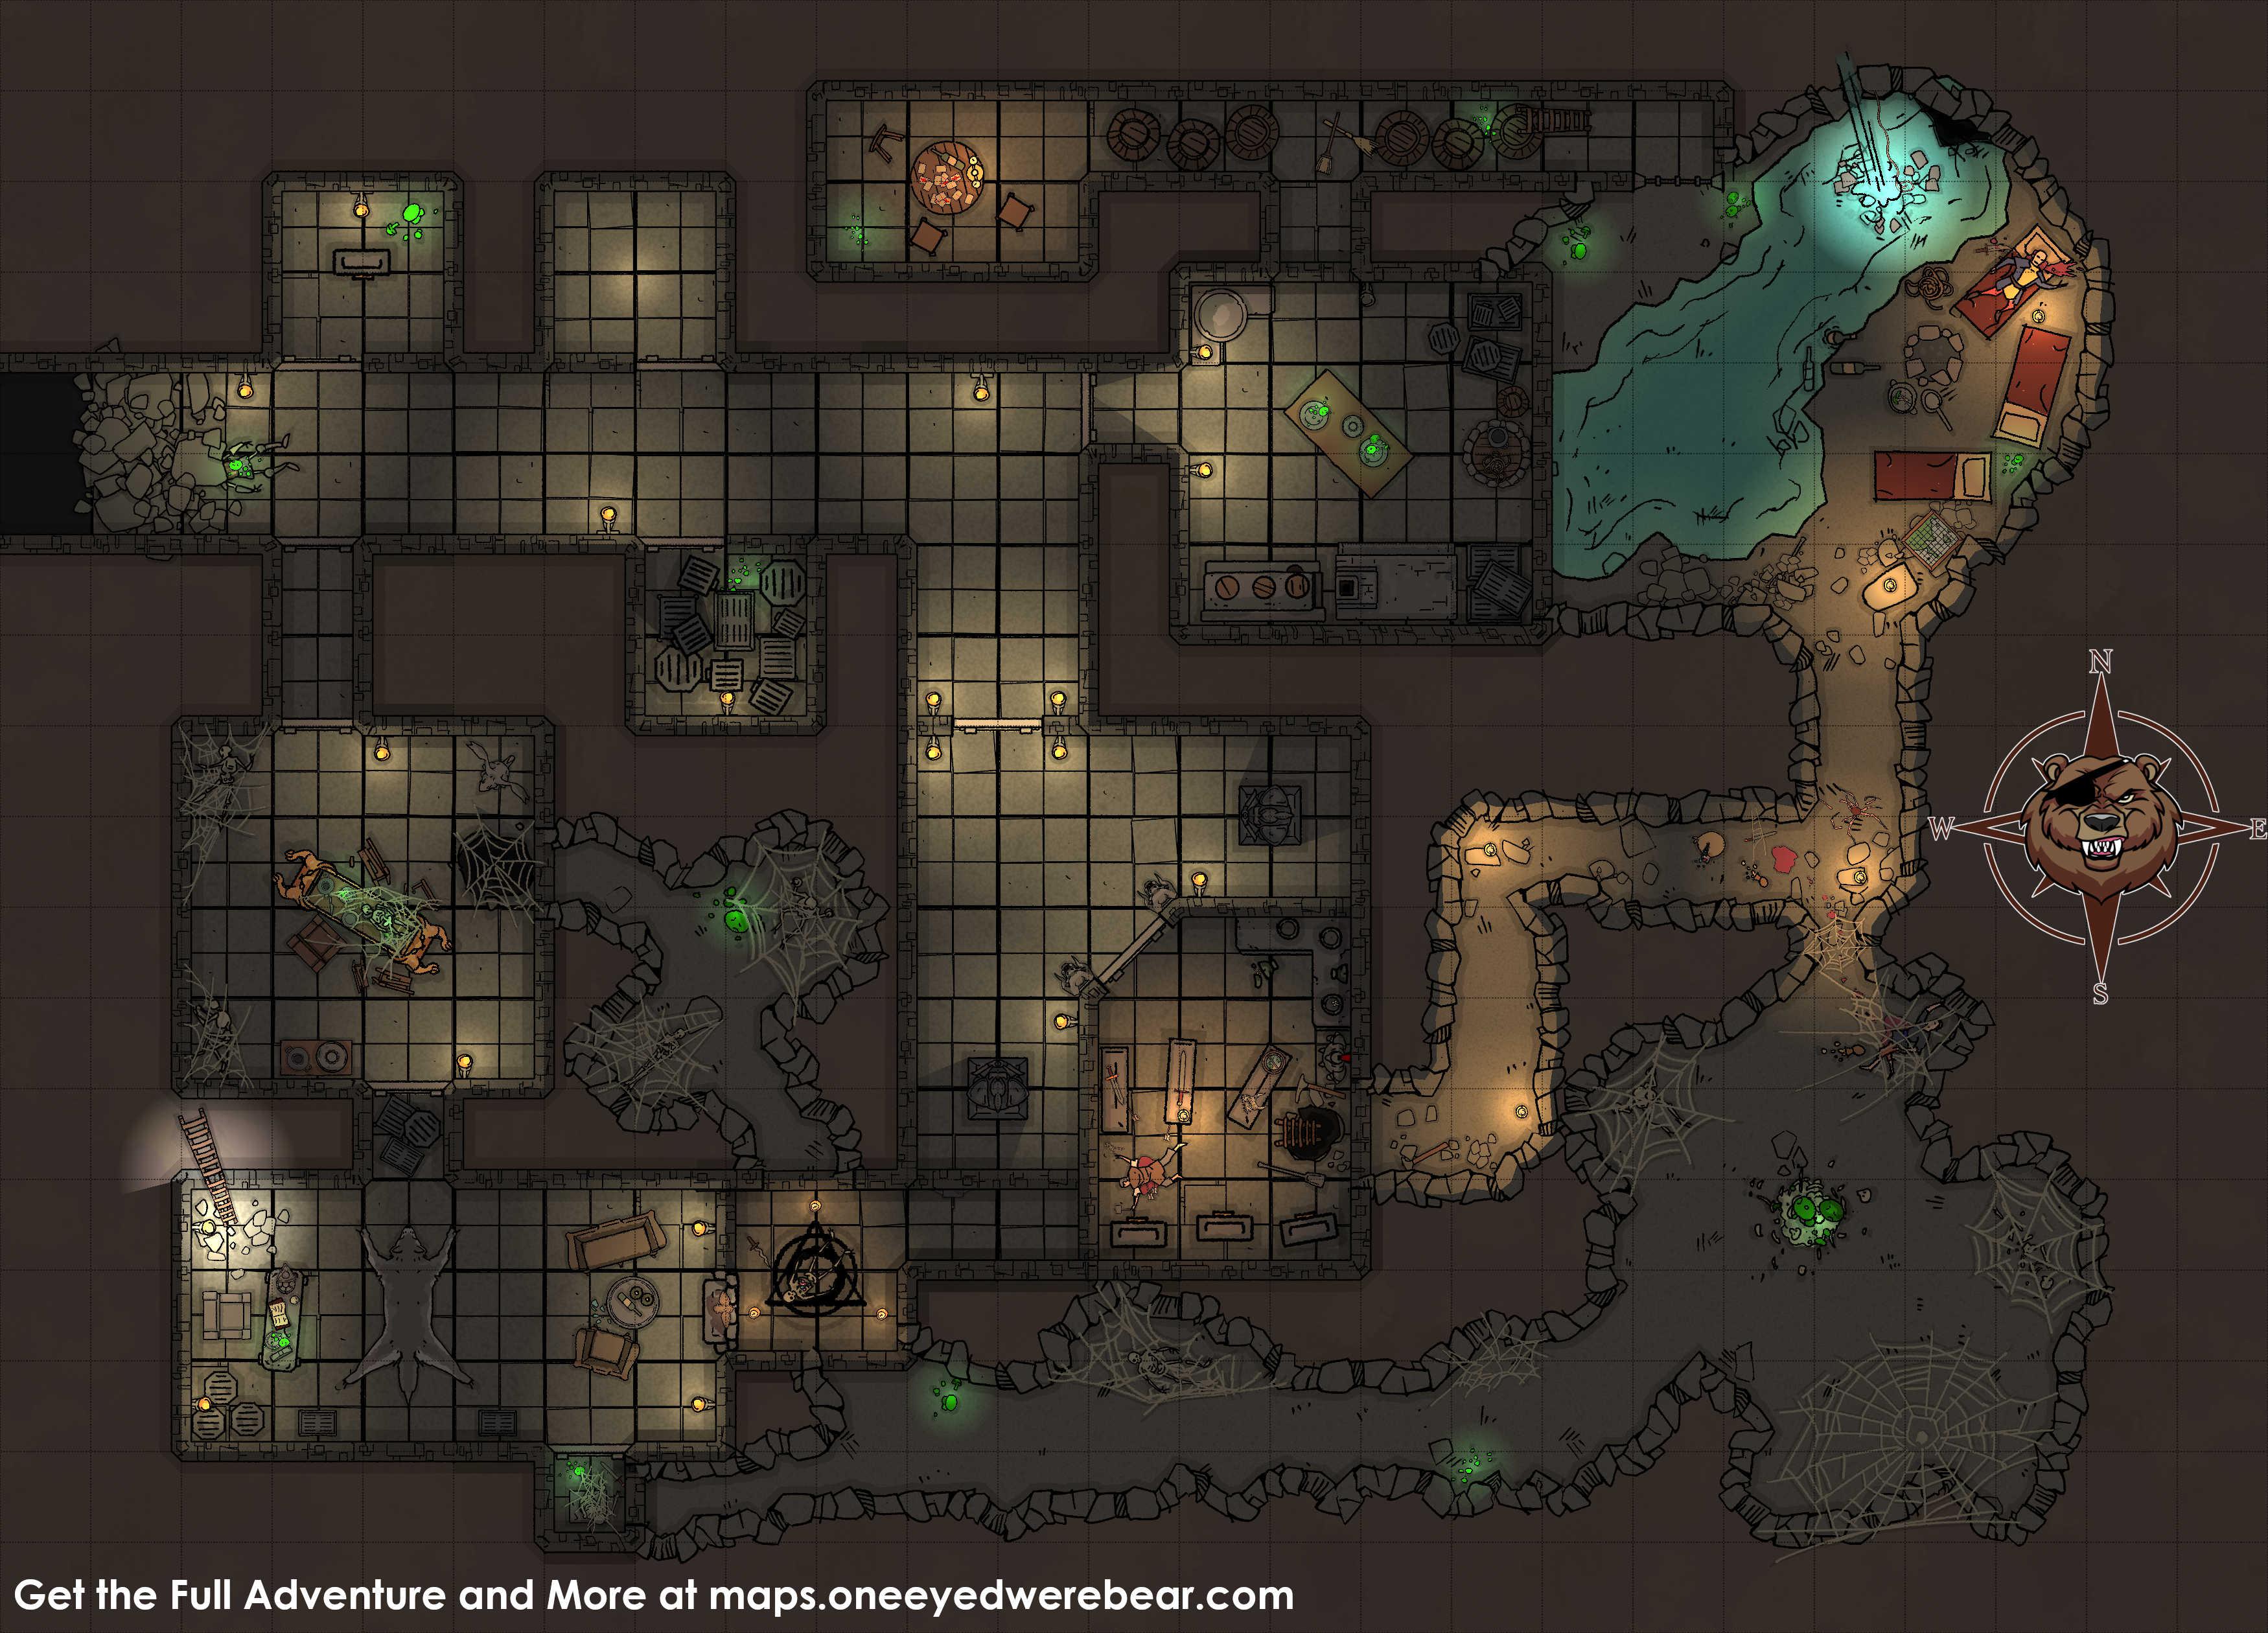 N
W
E
S
Get the Full Adventure and More at maps.oneeyedwerebear.com